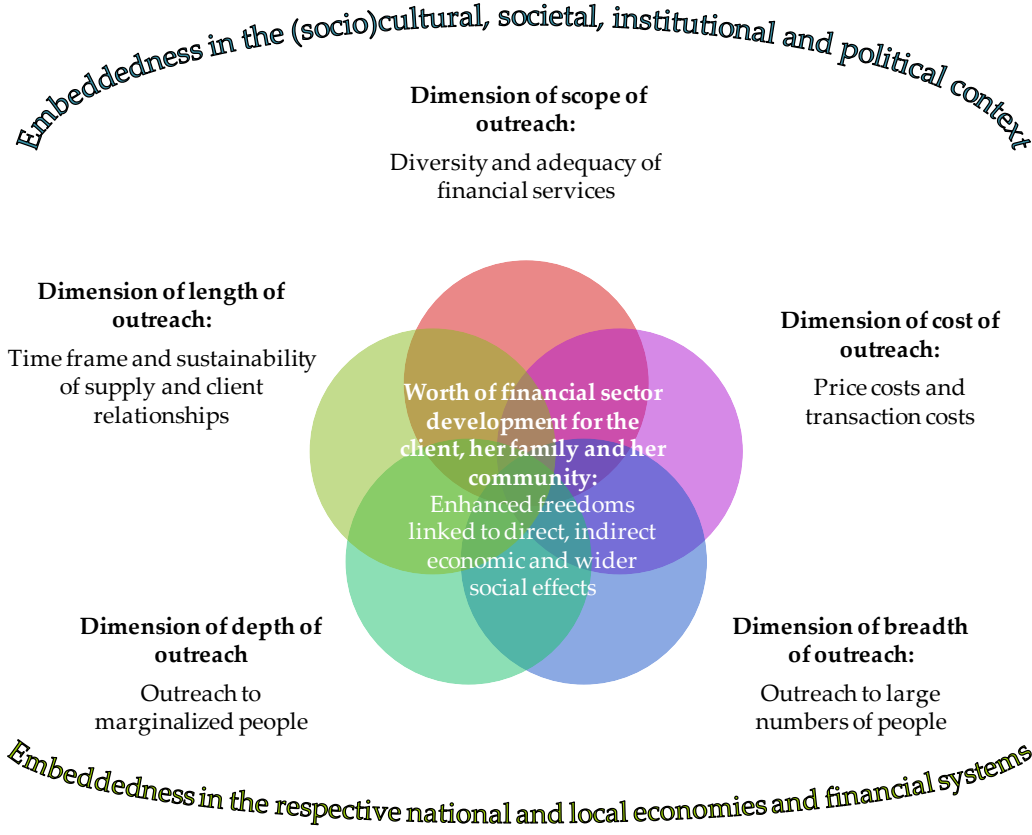 Embeddedness in the (socio)cultural, societal, institutional and political context
Dimension of scope of
outreach:
Diversity and adequacy of
financial services
Dimension of length of
outreach:
Time frame and sustainability
of supply and client
relationships
Dimension of cost of
outreach:
Price costs and
transaction costs
Worth of financial sector
development for the
client, her family and her
community:
Enhanced freedoms
linked to direct, indirect
economic and wider
social effects
Dimension of depth of
outreach
Outreach to
marginalized people
Dimension of breadth
of outreach:
Outreach to large
numbers of people
Embeddedness in the respective national and local economies and financial systems